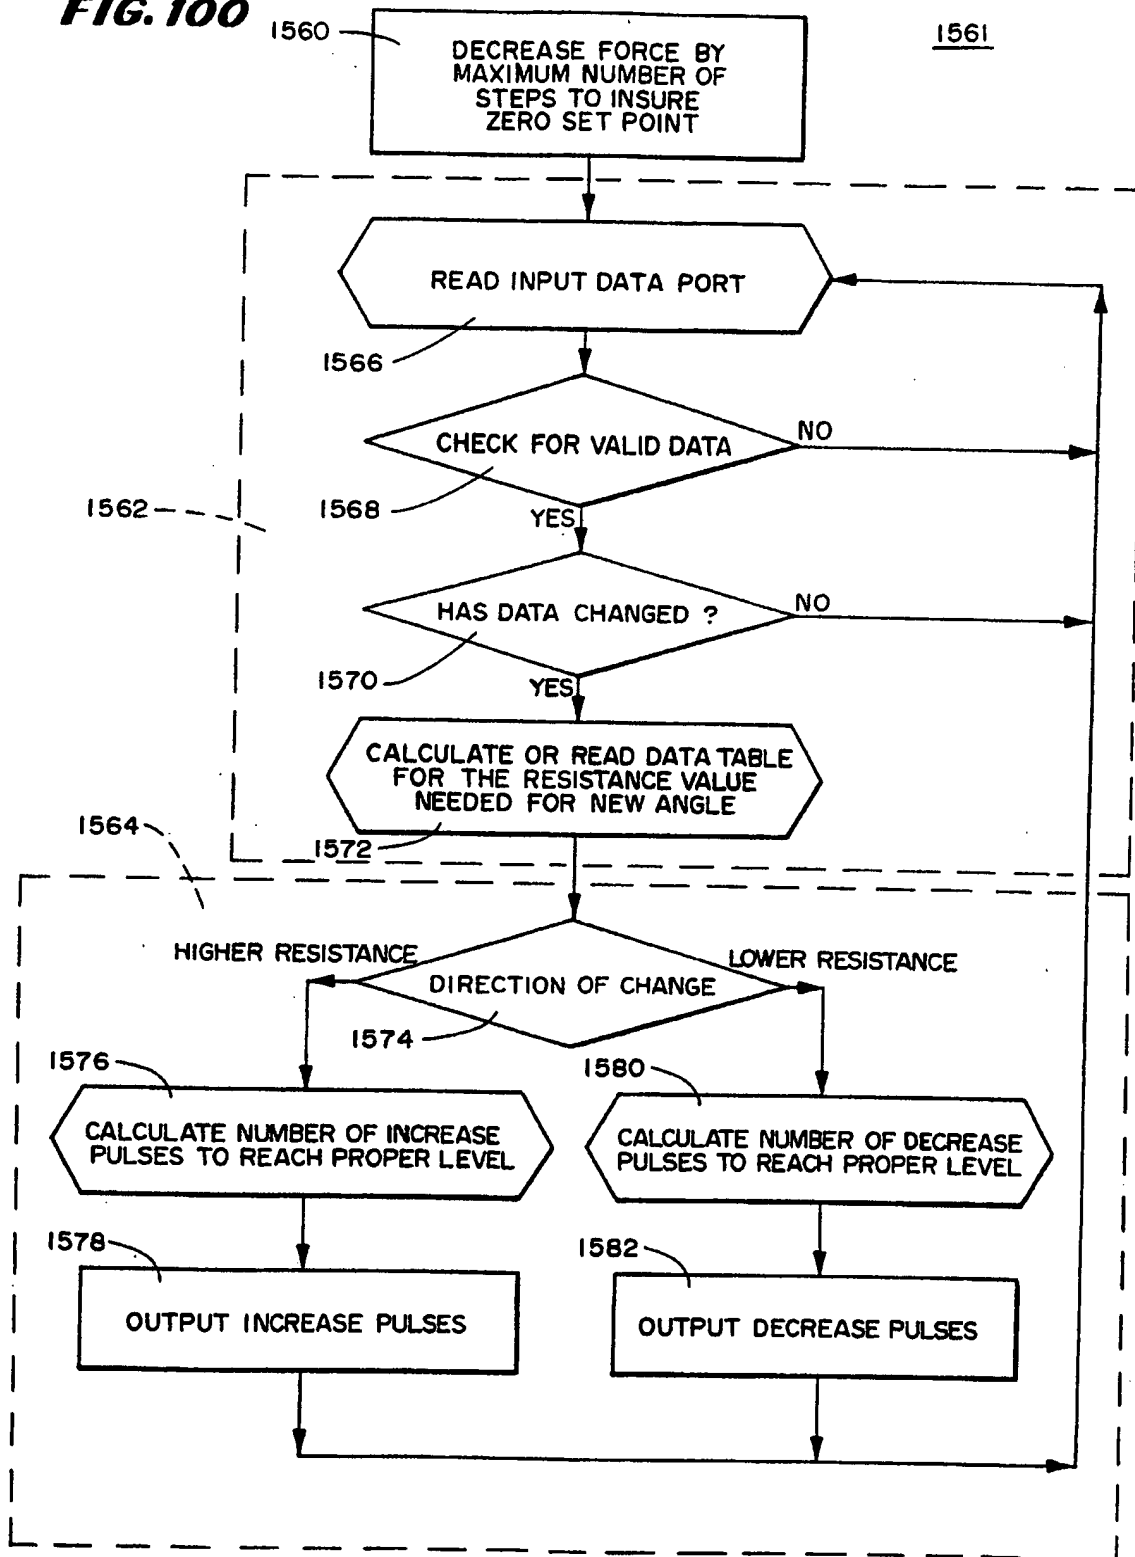 FIG. 100
1560
1561
DECREASE FORCE BY
MAXIMUM NUMBER OF
STEPS TO INSURE
ZERO SET POINT
READ INPUT DATA PORT
1566
CHECK FOR VALID DATA
NO
1568
1562
YES
HAS DATA CHANGED ?
NO
1570
YES
CALCULATE OR READ DATA TABLE
FOR THE RESISTANCE VALUE
NEEDED FOR NEW ANGLE
1564
1572
HIGHER RESISTANCE
LOWER RESISTANCE
DIRECTION OF CHANGE
1574
1576
1580
CALCULATE NUMBER OF INCREASE
PULSES TO REACH PROPER LEVEL
CALCULATE NUMBER OF DECREASE
PULSES TO REACH PROPER LEVEL
1578
1582
OUTPUT INCREASE PULSES
OUTPUT DECREASE PULSES